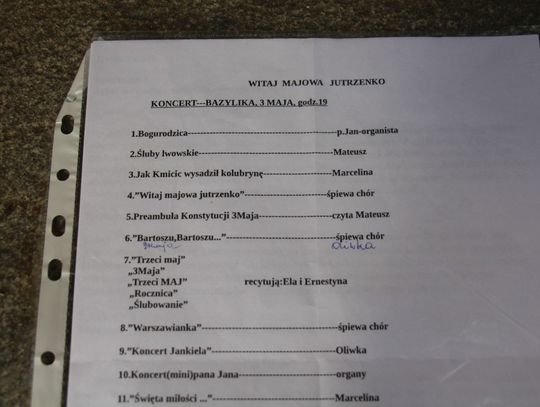 WITAJ MAJOWA JUTRZENKO
KONCERT---BAZYLIKA, 3 MAJA, godz.19
1.Bogurodzica--------------------------------------------------p.Jan-organista
2.Śluby lwowskie-----------------------------------------------Mateusz
3.Jak Kmicic wysadził kolubrynę--------------------------------Marcelina
4."Witaj majowa jutrzenko"----------------------------śpiewa chór
5.Preambuła Konstytucji 3Maja-------------------------czyta Mateusz
6."Bartoszu,Bartoszu..."--------------------------------------śpiewa chór
3maja Oliwka
7."Trzeci maj"
„3Maja"
„Trzeci MAJ" recytują:Ela i Ernestyna
„Rocznica"
„Ślubowanie"
8."Warszawianka"----------------------------------------------śpiewa chór
9."Koncert Jankiela"------------------------------------------Oliwka
10.Koncert(mini)pana Jana-----------------------------------organy
11."Święta miłości ..."----------------------------------------Marcelina